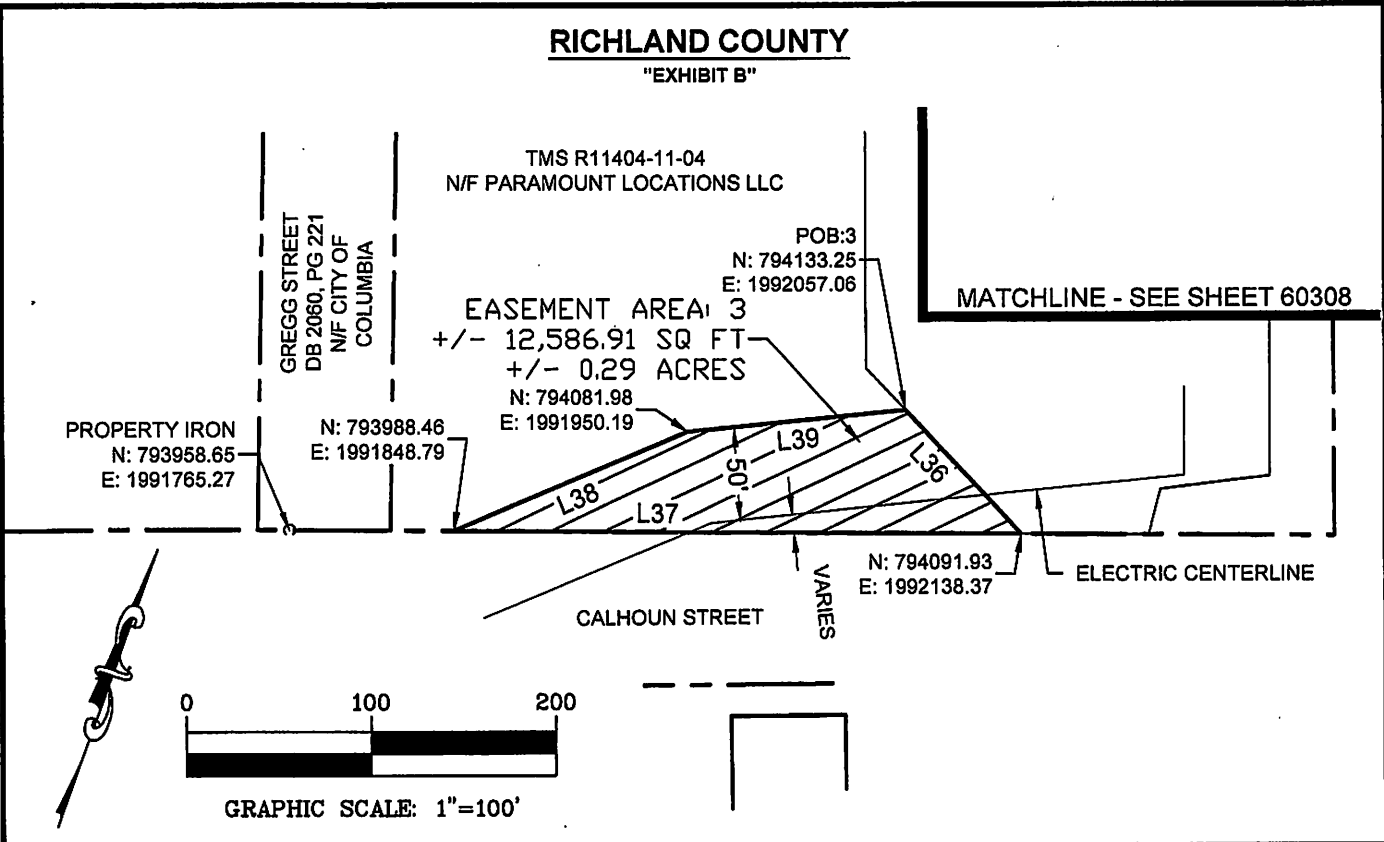 RICHLAND COUNTY
"EXHIBIT B"
TMS R11404-11-04
N/F PARAMOUNT LOCATIONS LLC
GREGG STREET
DB 2060, PG 221
N/F CITY OF
COLUMBIA
POB:3
N: 794133.25
E: 1992057.06
MATCHLINE - SEE SHEET 60308
EASEMENT AREA: 3
+/- 12,586.91 SQ FT
+/- 0.29 ACRES
N: 794081.98
E: 1991950.19
PROPERTY IRON
N: 793958.65
E: 1991765.27
N: 793988.46
E: 1991848.79
L39
L36
50'
L38
L37
N: 794091.93
E: 1992138.37
ELECTRIC CENTERLINE
VARIES
CALHOUN STREET
0 100 200
GRAPHIC SCALE: 1"=100'